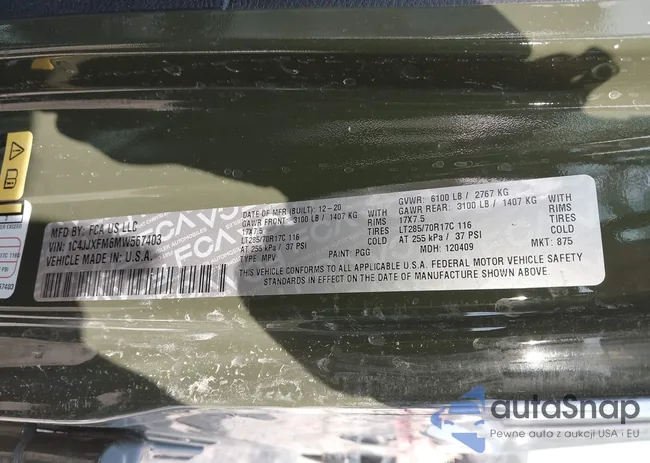 MFD BY: FCA US LLC
VIN: 1C4JJXFM6MW567403
VEHICLE MADE IN: U.S.A.
DATE OF MFR (BUILT): 12-20
GAWR FRONT: 3100 LB / 1407 KG
WITH
17X7.5
RIMS
LT285/70R17C 116
AT 255 kPa / 37 PSI
COLD
TYPE: MPV
PAINT: PGG
GVWR: 6100 LB / 2767 KG
GAWR REAR: 3100 LB / 1407 KG
WITH
17X7.5
RIMS
LT285/70R17C 116
AT 255 kPa / 37 PSI
COLD
MDH: 120409
MKT: 875
THIS VEHICLE CONFORMS TO ALL APPLICABLE U.S.A. FEDERAL MOTOR VEHICLE SAFETY
STANDARDS IN EFFECT ON THE DATE OF MANUFACTURE SHOWN ABOVE.
FCA
autoSnap
Pewne auto z aukcji USA i EU